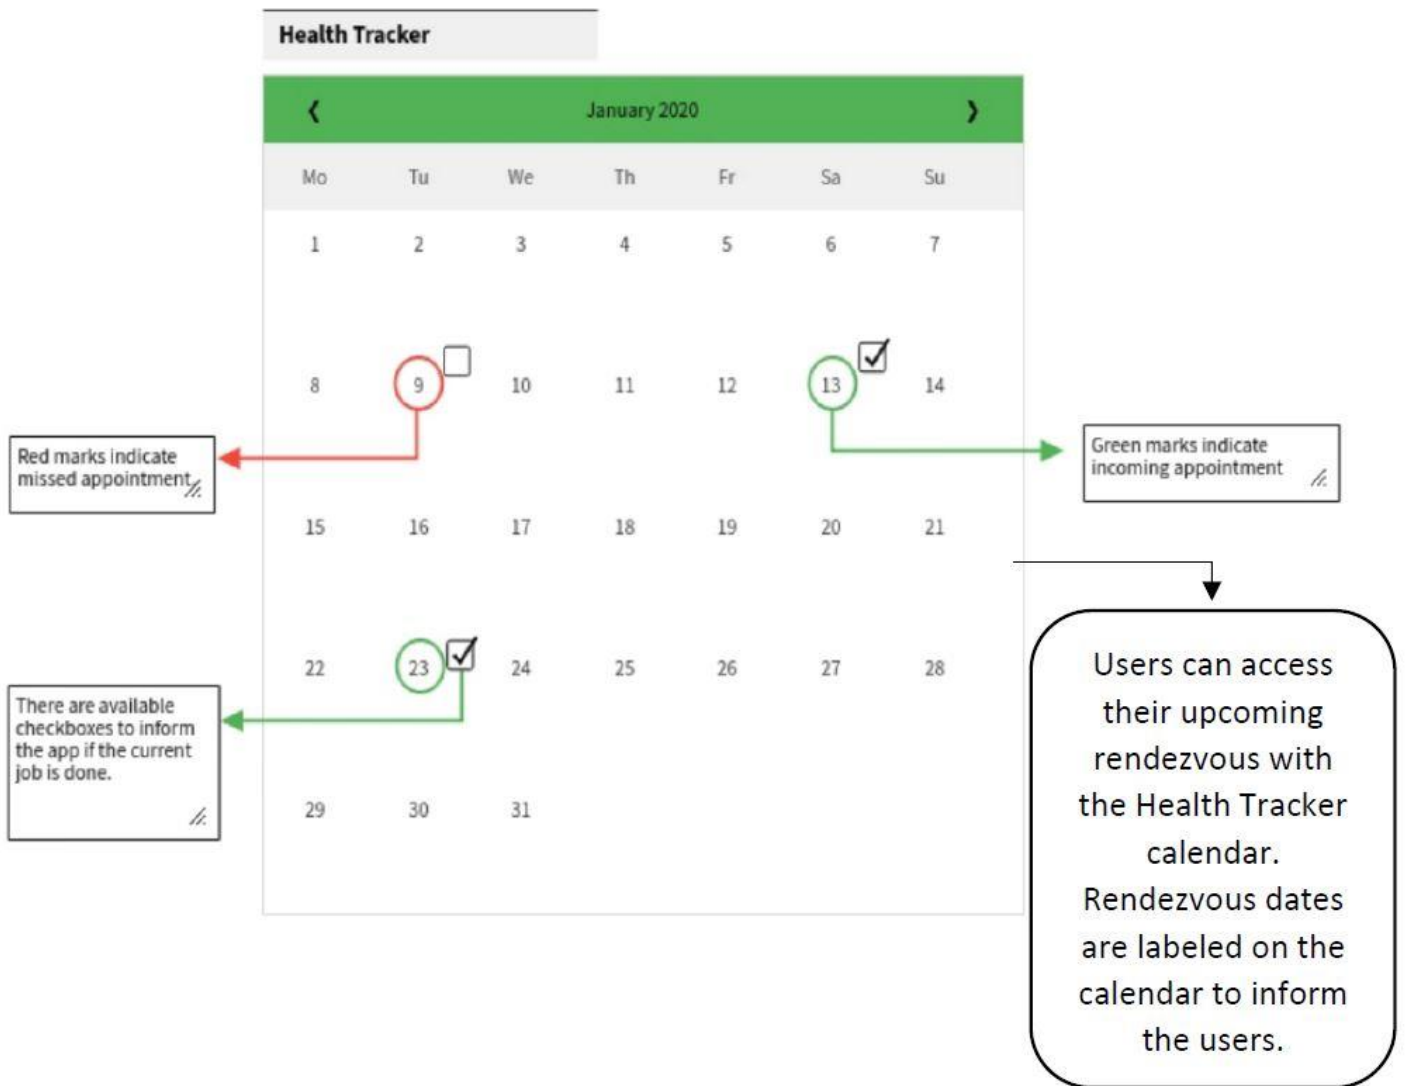 Health Tracker
❮ January 2020 ❯
Mo Tu We Th Fr Sa Su
1 2 3 4 5 6 7
8 9 10 11 12 13 14
Red marks indicate
missed appointment
Green marks indicate
incoming appointment
15 16 17 18 19 20 21
22 23 24 25 26 27 28
There are available
checkboxes to inform
the app if the current
job is done.
29 30 31
Users can access
their upcoming
rendezvous with
the Health Tracker
calendar.
Rendezvous dates
are labeled on the
calendar to inform
the users.